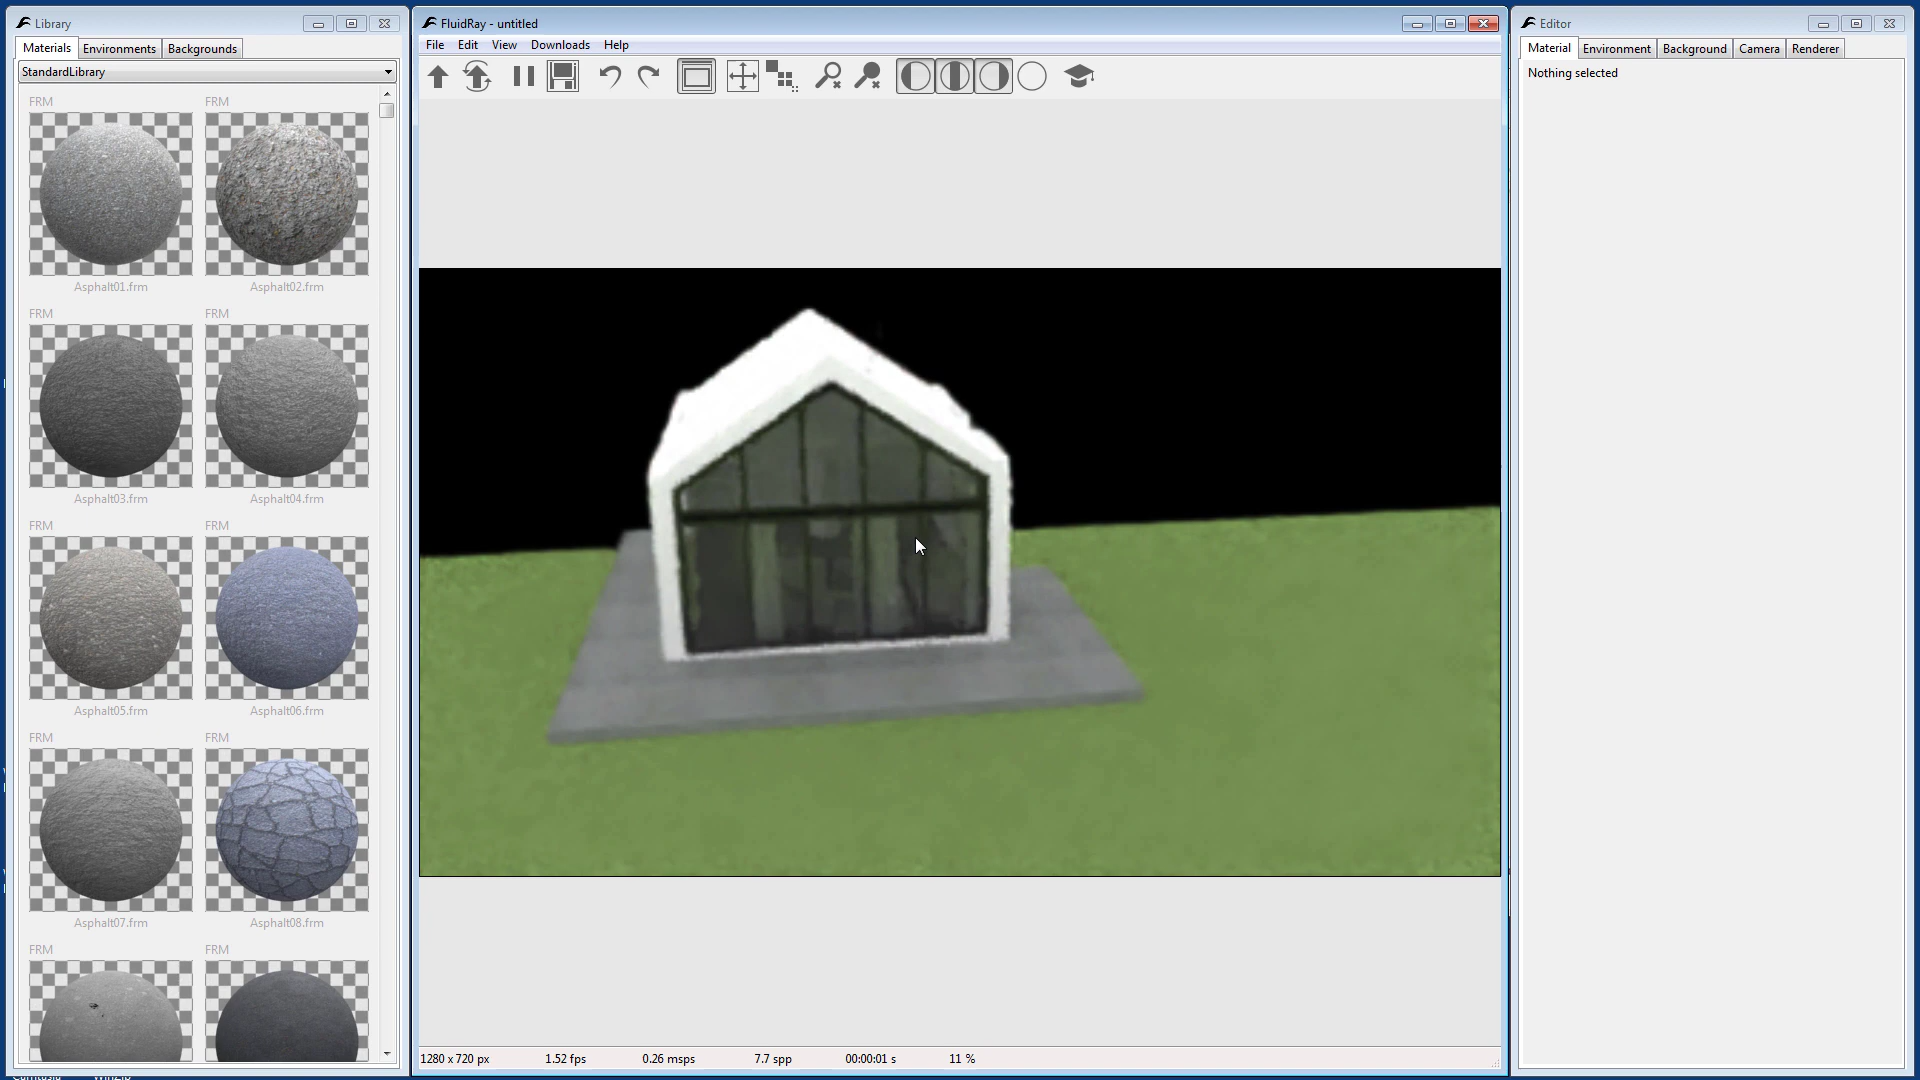 Library
Materials Environments Backgrounds
StandardLibrary
FRM FRM
Asphalt01.frm Asphalt02.frm
FRM FRM
Asphalt03.frm Asphalt04.frm
FRM FRM
Asphalt05.frm Asphalt06.frm
FRM FRM
Asphalt07.frm Asphalt08.frm
FRM FRM
FluidRay - untitled
File Edit View Downloads Help
1280 x 720 px 1.52 fps 0.26 msps 7.7 spp 00:00:01 s 11 %
Editor
Material Environment Background Camera Renderer
Nothing selected